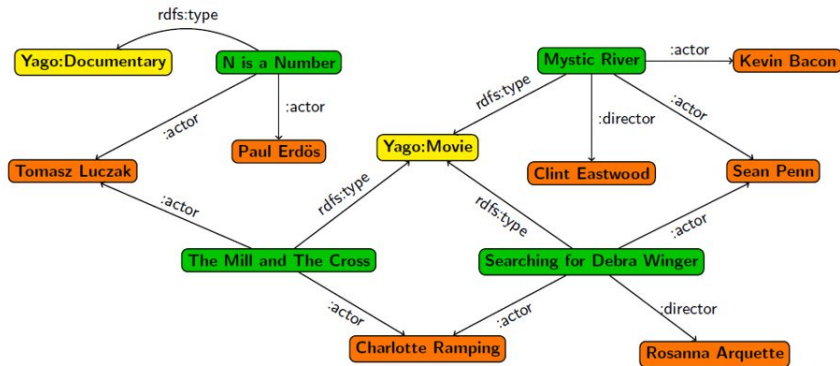 rdfs:type
Yago:Documentary
N is a Number
Mystic River
:actor
Kevin Bacon
:actor
:actor
rdfs:type
:director
:actor
Paul Erdös
Yago:Movie
Tomasz Luczak
Clint Eastwood
Sean Penn
:actor
rdfs:type
rdfs:type
:actor
The Mill and The Cross
Searching for Debra Winger
:actor
:actor
:director
Charlotte Ramping
Rosanna Arquette